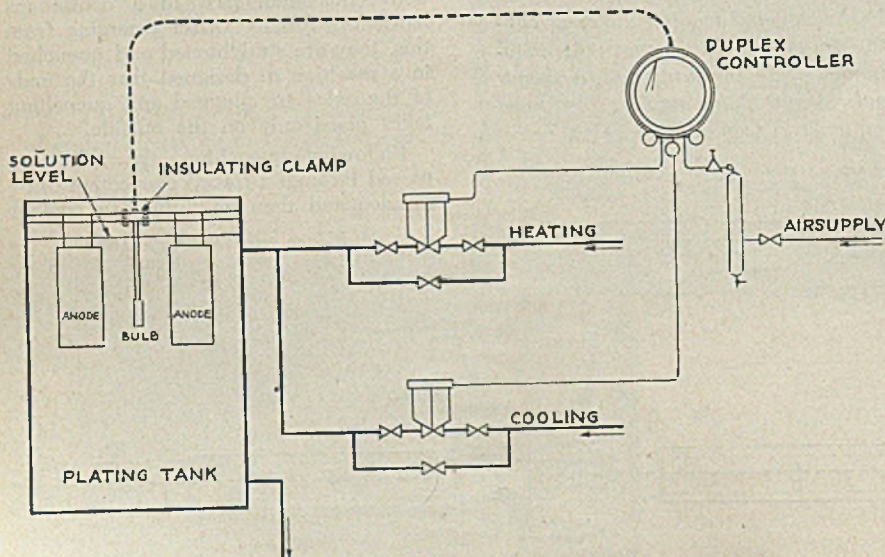 DUPLEX
CONTROLLER
SOLUTION
LEVEL
INSULATING CLAMP
HEATING
AIRSUPPLY
ANODE
ANODE
BULB
COOLING
PLATING TANK